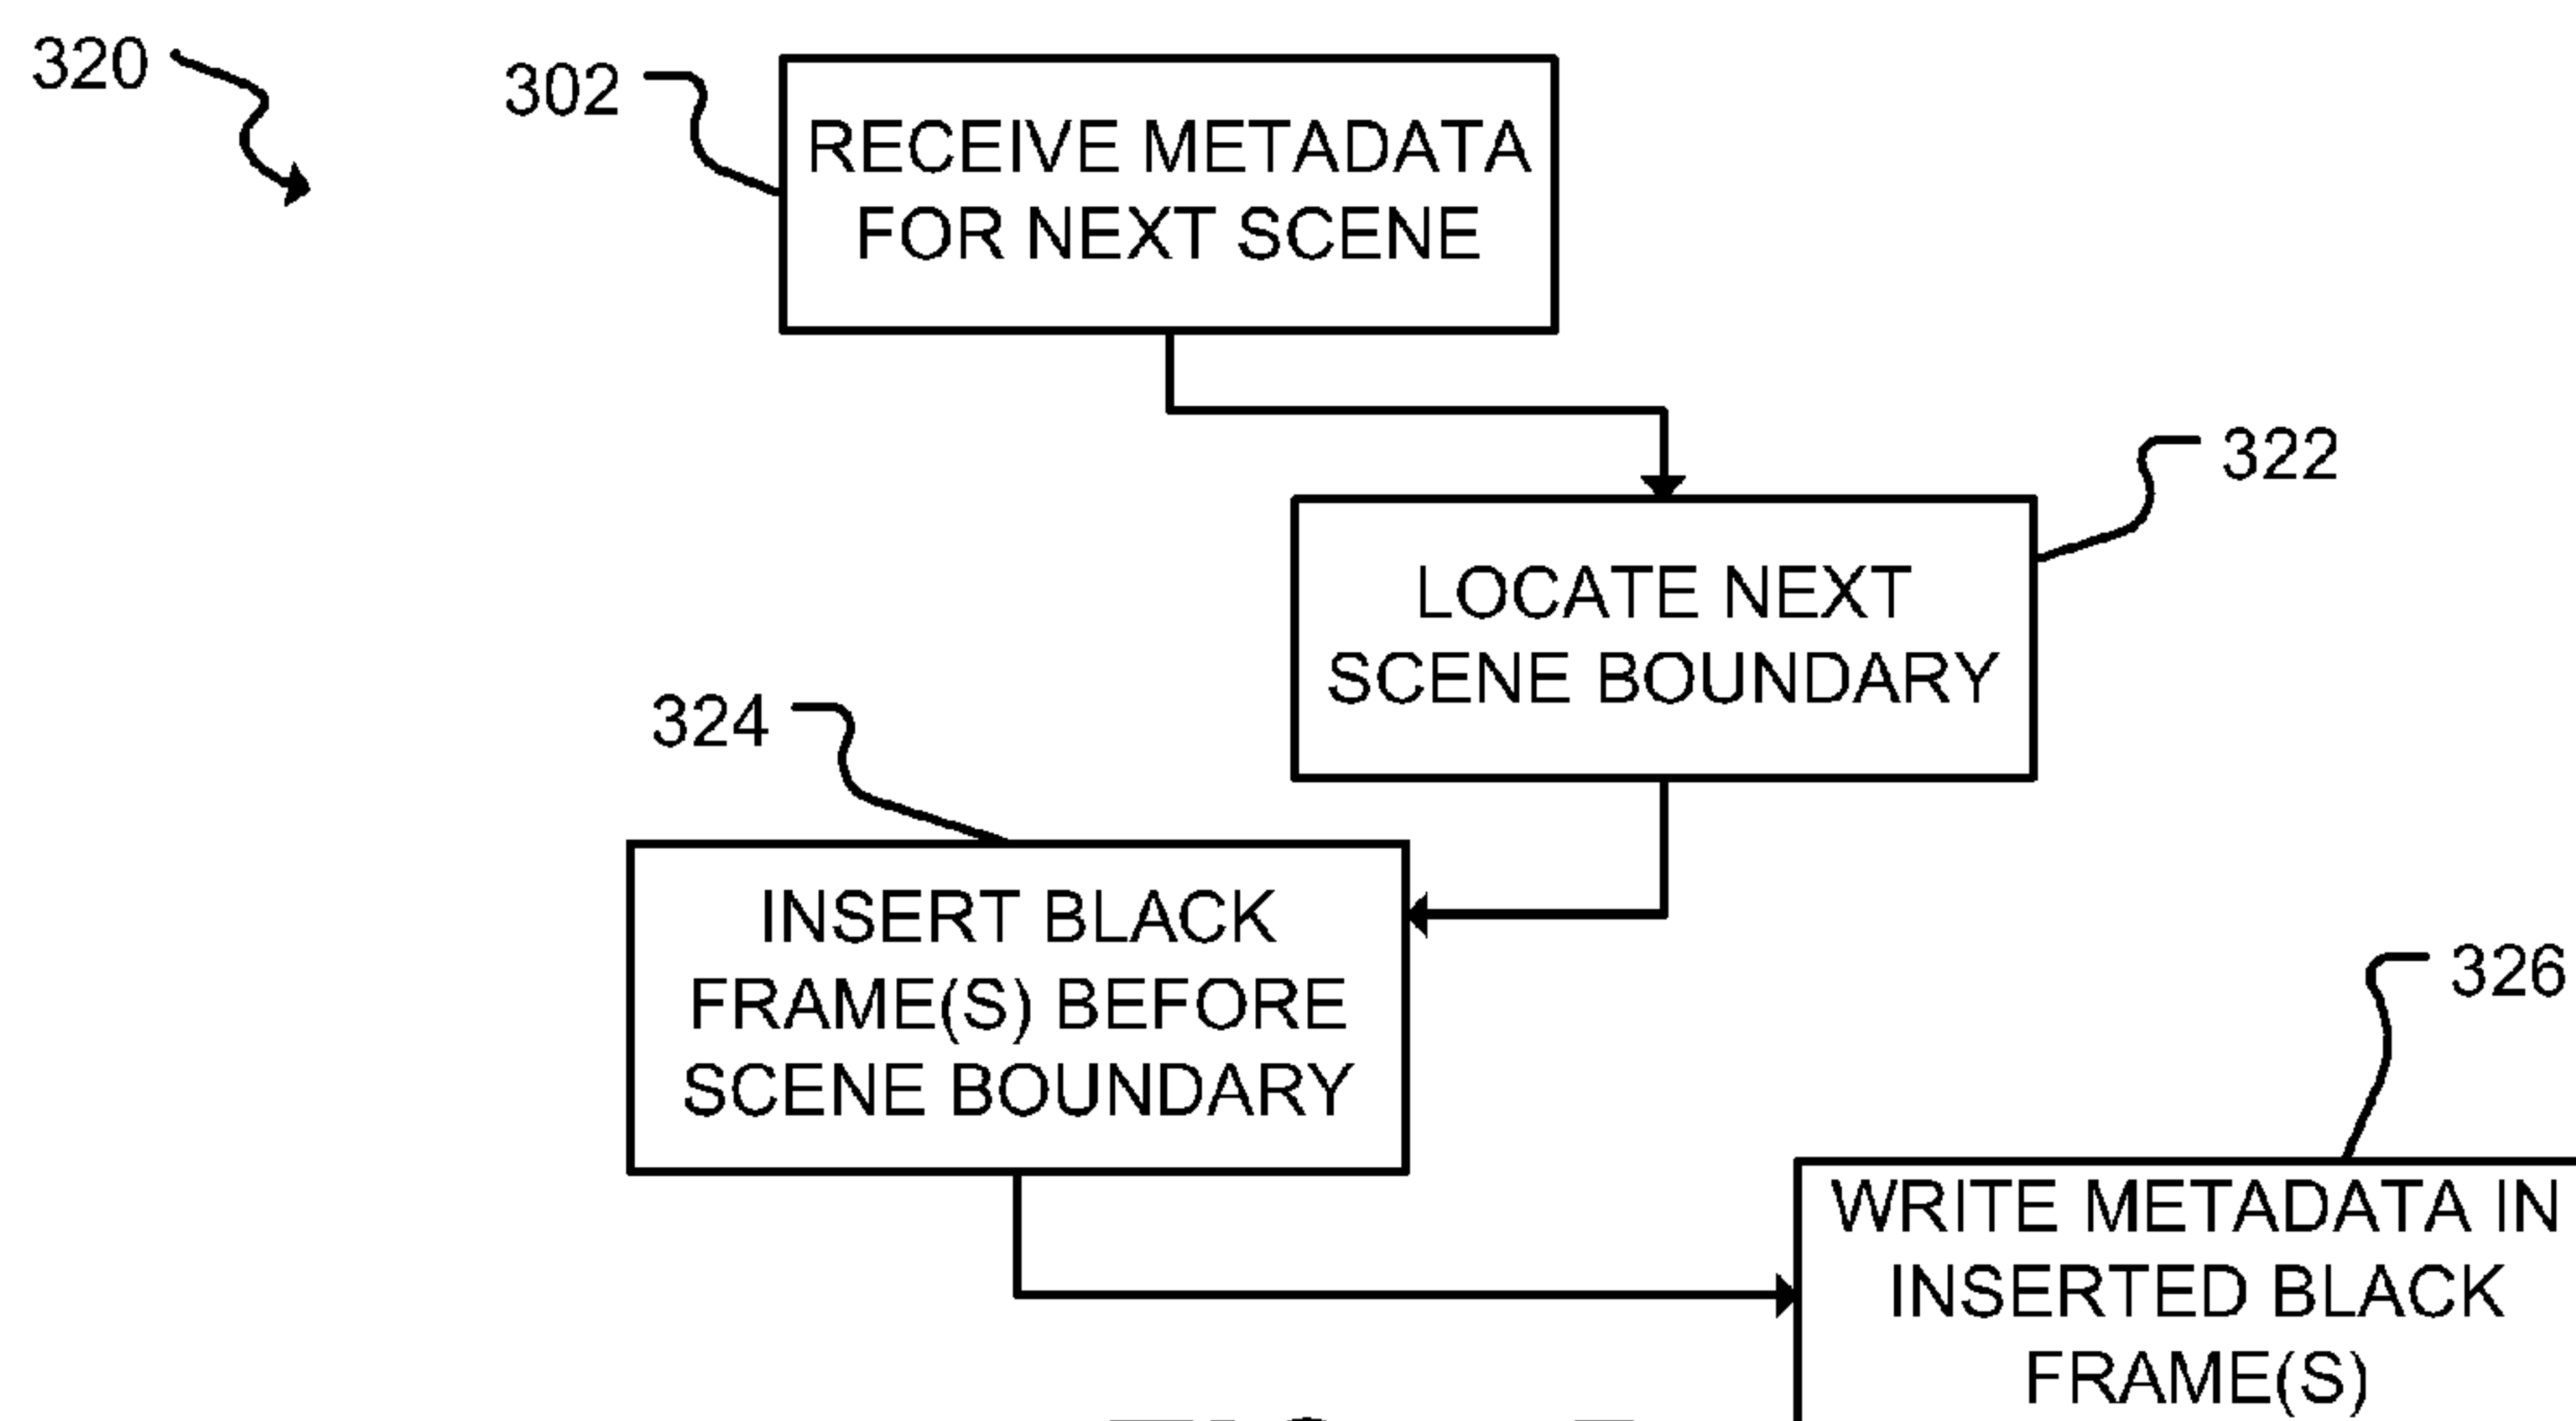 320
302
RECEIVE METADATA
FOR NEXT SCENE
322
LOCATE NEXT
SCENE BOUNDARY
324
INSERT BLACK
FRAME(S) BEFORE
SCENE BOUNDARY
326
WRITE METADATA IN
INSERTED BLACK
FRAME(S)